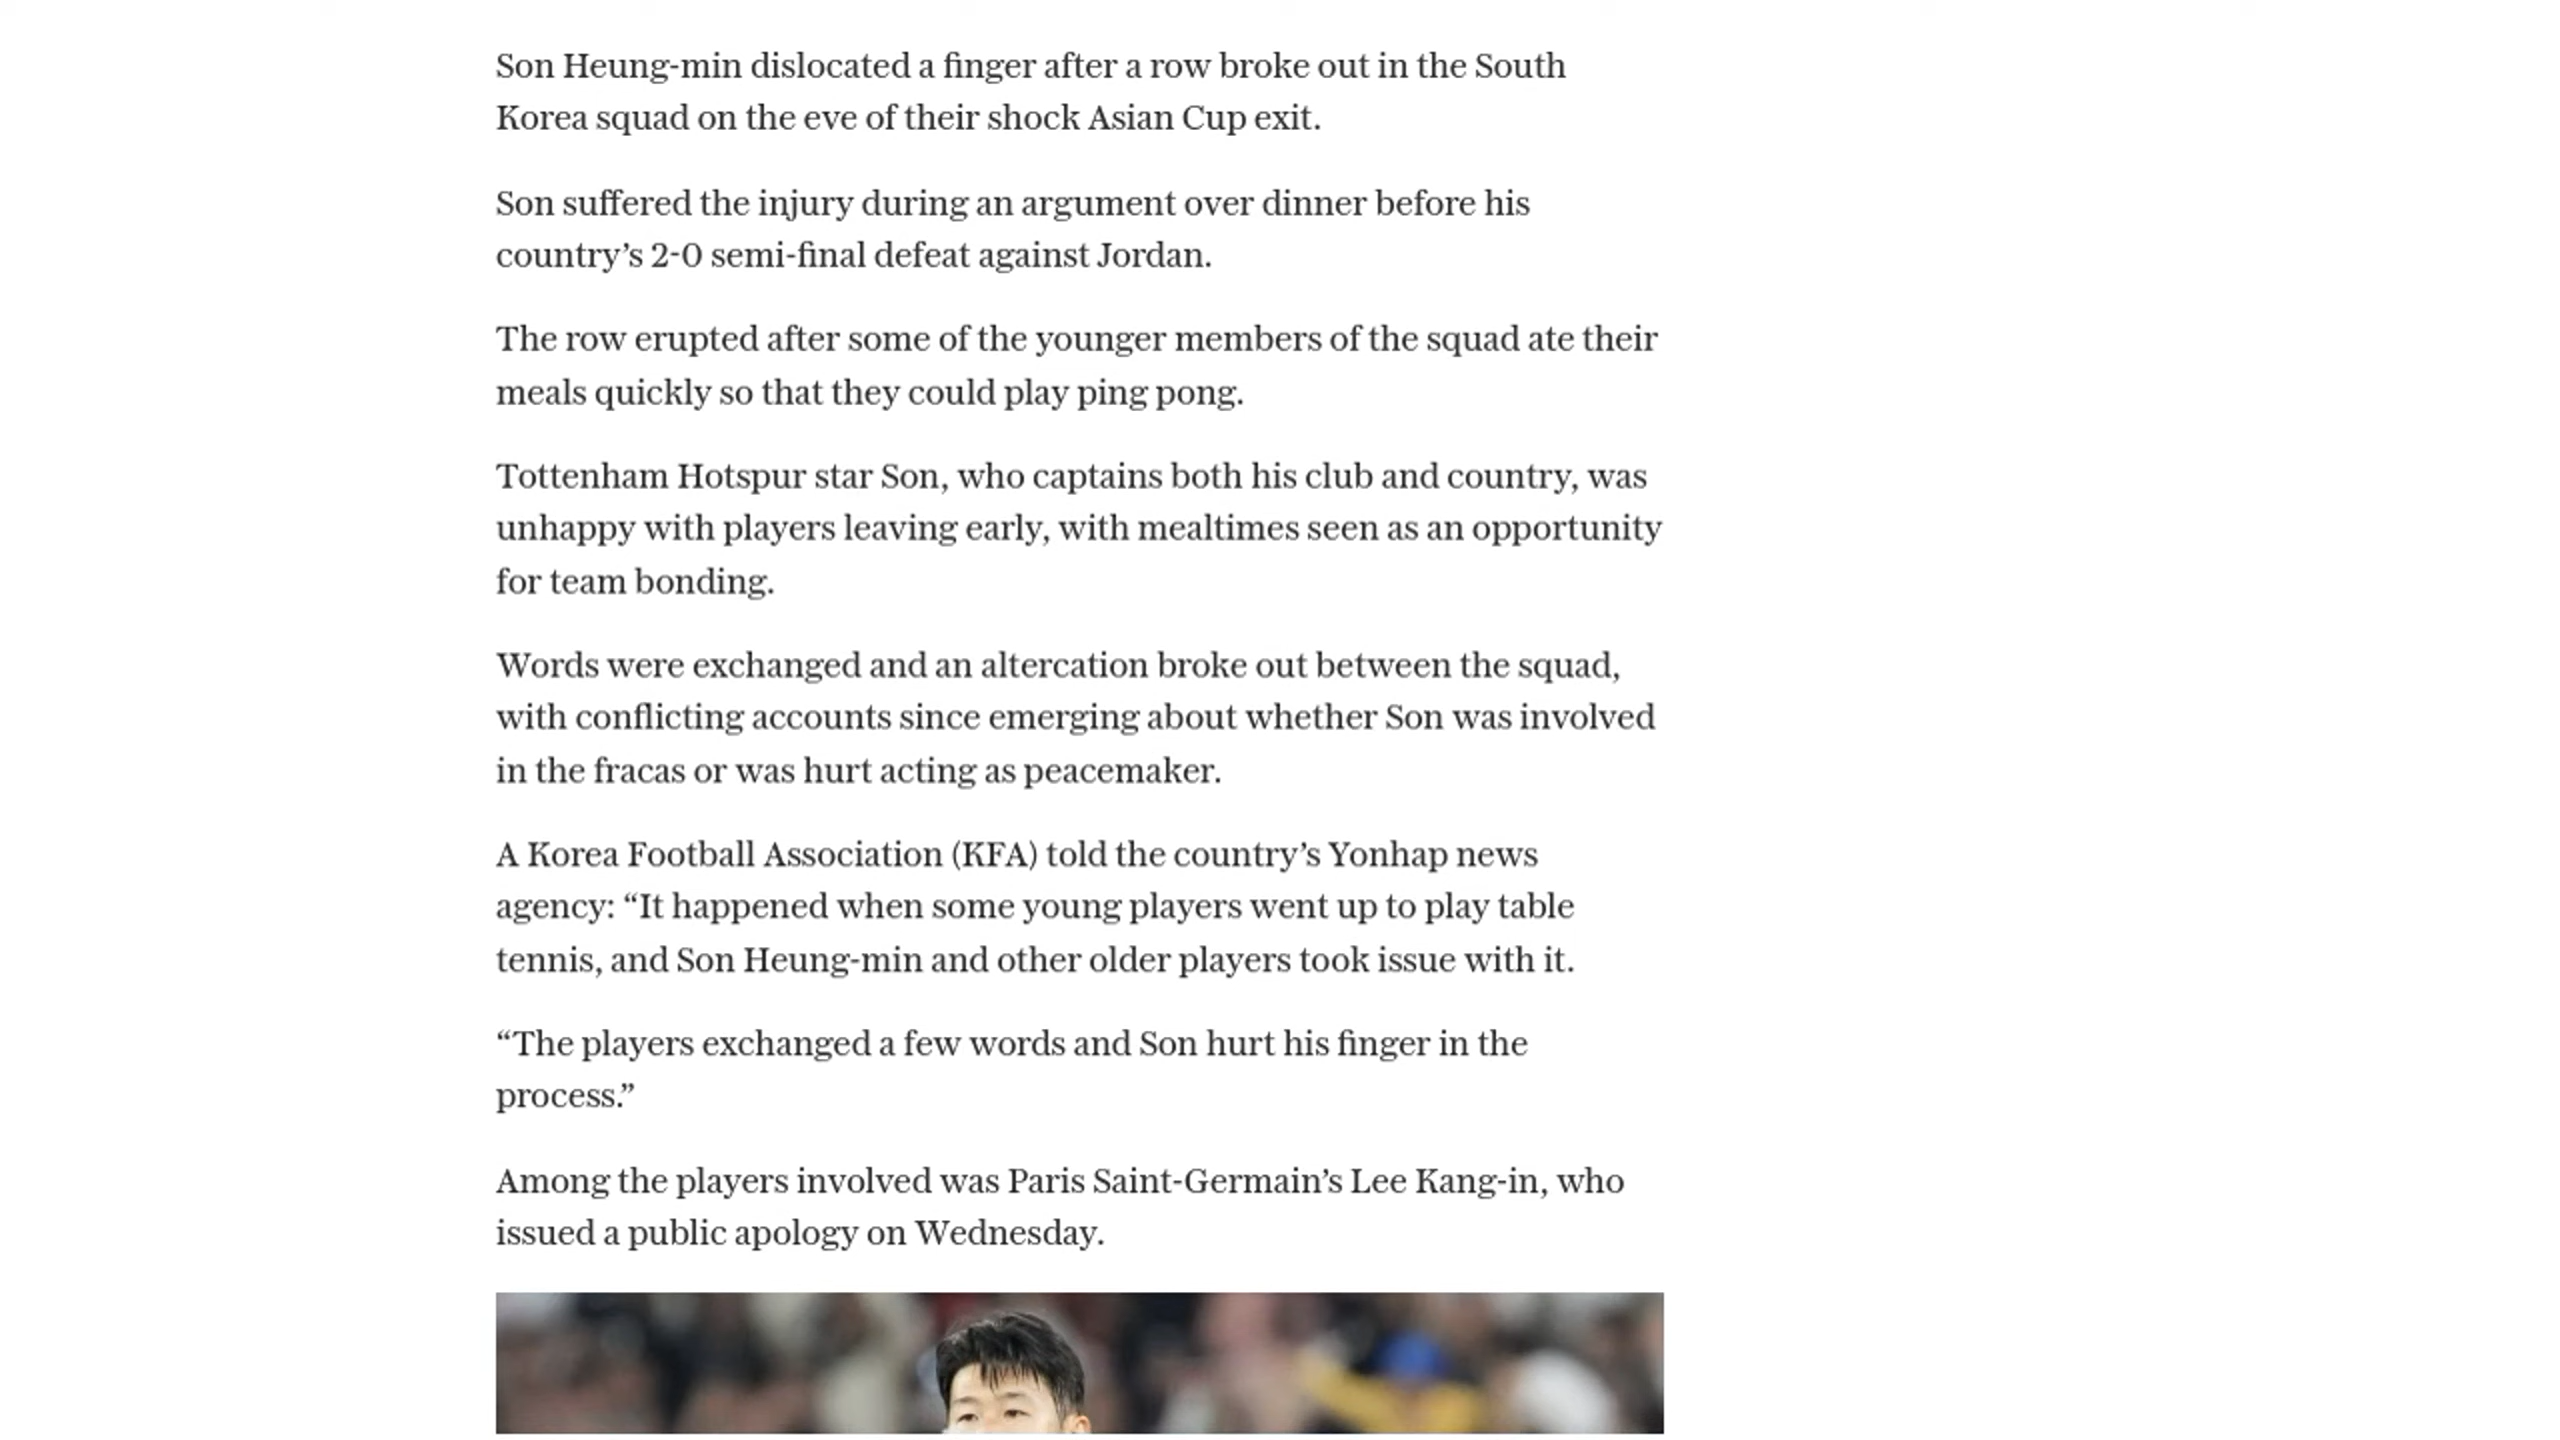 Son Heung-min dislocated a finger after a row broke out in the South
Korea squad on the eve of their shock Asian Cup exit.
Son suffered the injury during an argument over dinner before his
country’s 2-0 semi-final defeat against Jordan.
The row erupted after some of the younger members of the squad ate their
meals quickly so that they could play ping pong.
Tottenham Hotspur star Son, who captains both his club and country, was
unhappy with players leaving early, with mealtimes seen as an opportunity
for team bonding.
Words were exchanged and an altercation broke out between the squad,
with conflicting accounts since emerging about whether Son was involved
in the fracas or was hurt acting as peacemaker.
A Korea Football Association (KFA) told the country’s Yonhap news
agency: “It happened when some young players went up to play table
tennis, and Son Heung-min and other older players took issue with it.
“The players exchanged a few words and Son hurt his finger in the
process.”
Among the players involved was Paris Saint-Germain’s Lee Kang-in, who
issued a public apology on Wednesday.